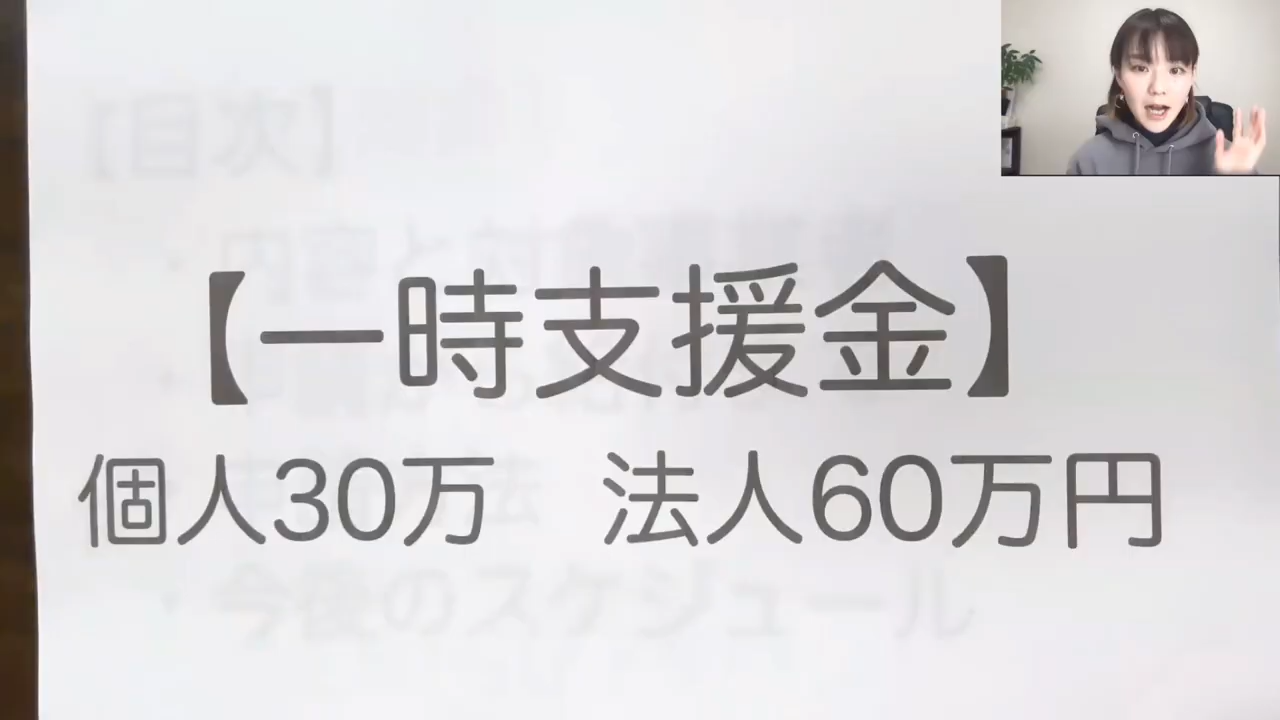 【一時支援金】
個人30万　法人60万円
[目次]
・今後のスケジュール